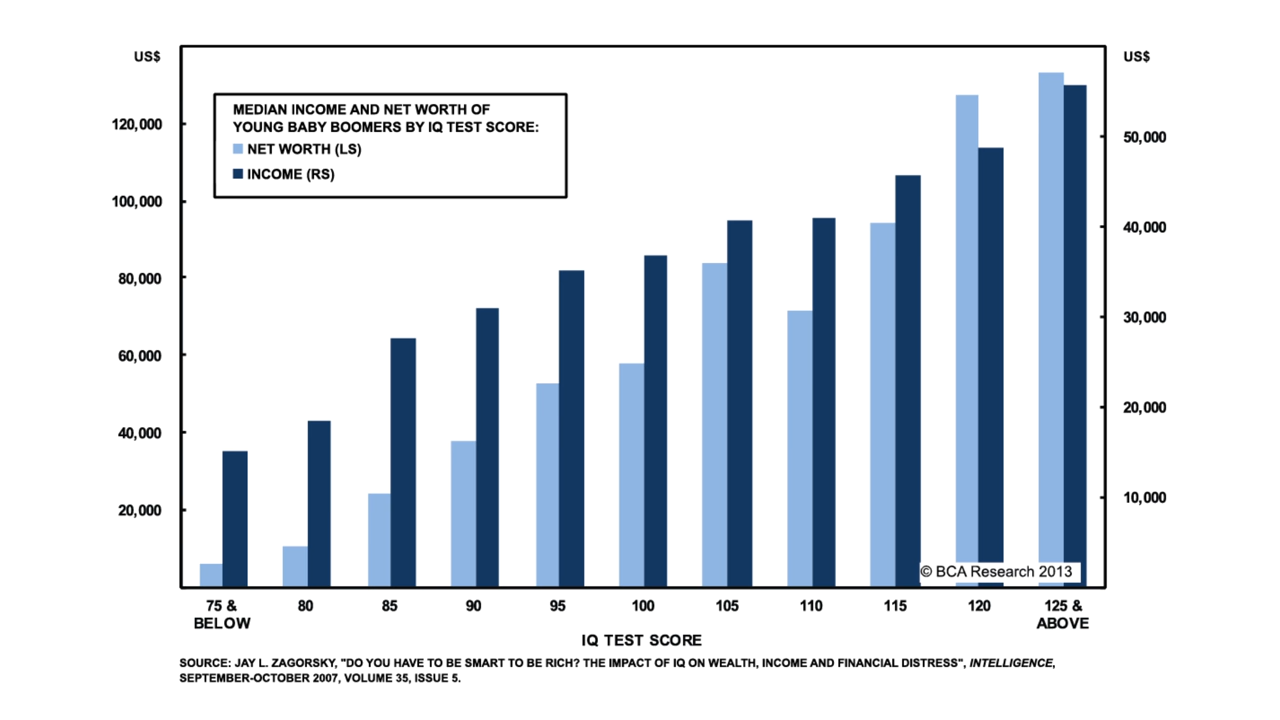 US$
US$
MEDIAN INCOME AND NET WORTH OF
YOUNG BABY BOOMERS BY IQ TEST SCORE:
NET WORTH (LS)
INCOME (RS)
120,000
100,000
80,000
60,000
40,000
20,000
50,000
40,000
30,000
20,000
10,000
© BCA Research 2013
75 & BELOW
80
85
90
95
100
105
110
115
120
125 & ABOVE
IQ TEST SCORE
SOURCE: JAY L. ZAGORSKY, "DO YOU HAVE TO BE SMART TO BE RICH? THE IMPACT OF IQ ON WEALTH, INCOME AND FINANCIAL DISTRESS", INTELLIGENCE,
SEPTEMBER-OCTOBER 2007, VOLUME 35, ISSUE 5.